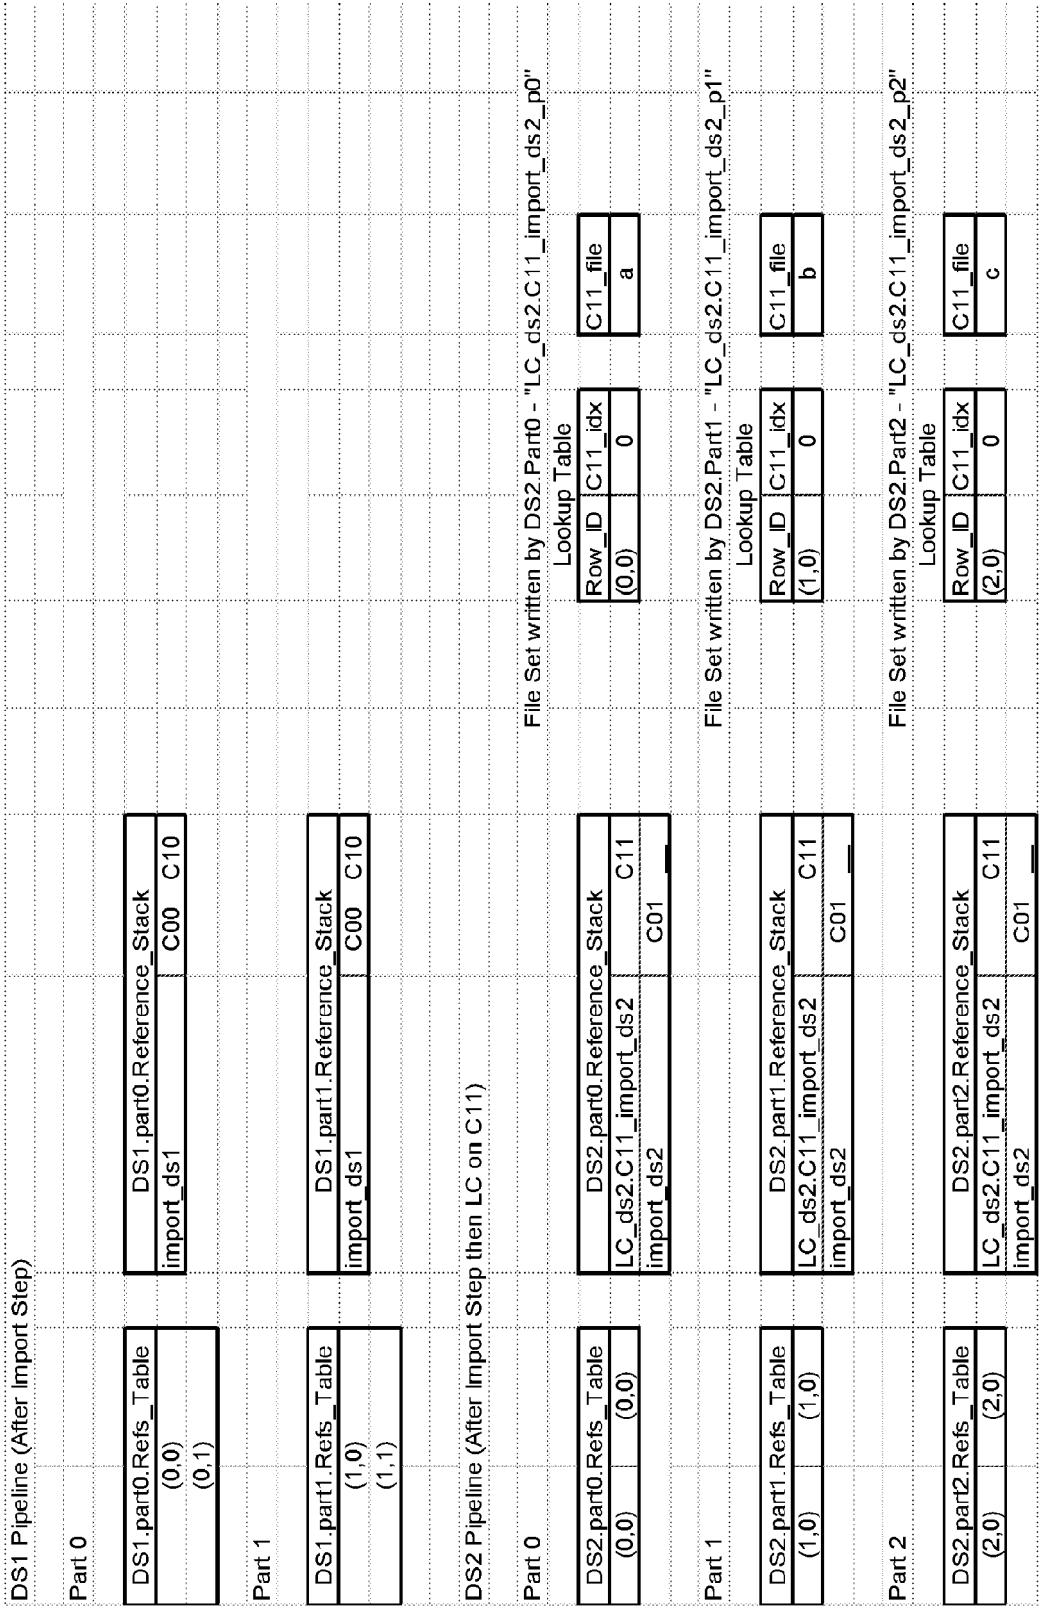 DS1 Pipeline (After Import Step)
Part 0
DS1.part0.Refs_Table DS1.part0.Reference_Stack
(0,0) import_ds1 C00 C10
(0,1)
Part 1
DS1.part1.Refs_Table DS1.part1.Reference_Stack
(1,0) import_ds1 C00 C10
(1,1)
DS2 Pipeline (After Import Step then LC on C11)
Part 0 File Set written by DS2.Part0 - "LC_ds2.C11_import_ds2_p0"
Lookup Table
DS2.part0.Refs_Table DS2.part0.Reference_Stack Row_ID C11_idx C11_file
(0,0) (0,0) LC_ds2.C11_import_ds2 C11 (0,0) 0 a
import_ds2 C01 _
Part 1 File Set written by DS2.Part1 - "LC_ds2.C11_import_ds2_p1"
Lookup Table
DS2.part1.Refs_Table DS2.part1.Reference_Stack Row_ID C11_idx C11_file
(1,0) (1,0) LC_ds2.C11_import_ds2 C11 (1,0) 0 b
import_ds2 C01 _
Part 2 File Set written by DS2.Part2 - "LC_ds2.C11_import_ds2_p2"
Lookup Table
DS2.part2.Refs_Table DS2.part2.Reference_Stack Row_ID C11_idx C11_file
(2,0) (2,0) LC_ds2.C11_import_ds2 C11 (2,0) 0 c
import_ds2 C01 _